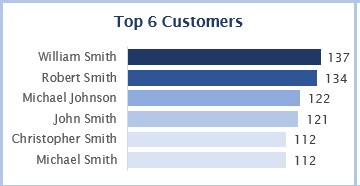 Top 6 Customers
William Smith 137
Robert Smith 134
Michael Johnson 122
John Smith 121
Christopher Smith 112
Michael Smith 112